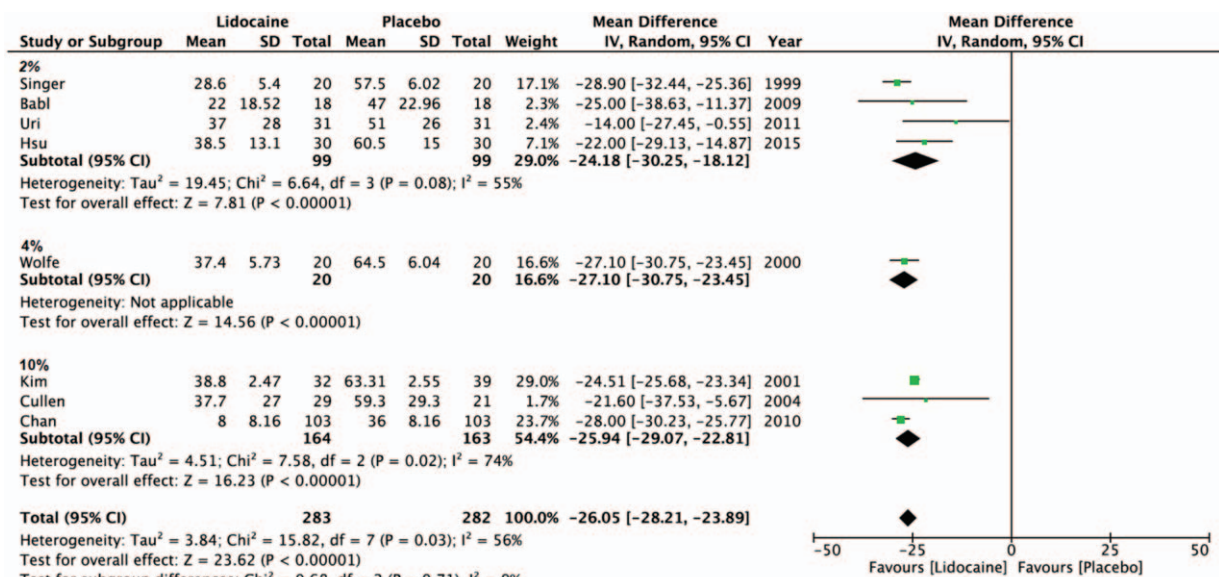 Lidocaine Placebo Mean Difference Mean Difference
Study or Subgroup Mean SD Total Mean SD Total Weight IV, Random, 95% CI Year IV, Random, 95% CI
2%
Singer 28.6 5.4 20 57.5 6.02 20 17.1% −28.90 [−32.44, −25.36] 1999
Babl 22 18.52 18 47 22.96 18 2.3% −25.00 [−38.63, −11.37] 2009
Uri 37 28 31 51 26 31 2.4% −14.00 [−27.45, −0.55] 2011
Hsu 38.5 13.1 30 60.5 15 30 7.1% −22.00 [−29.13, −14.87] 2015
Subtotal (95% CI) 99 99 29.0% −24.18 [−30.25, −18.12]
Heterogeneity: Tau² = 19.45; Chi² = 6.64, df = 3 (P = 0.08); I² = 55%
Test for overall effect: Z = 7.81 (P < 0.00001)
4%
Wolfe 37.4 5.73 20 64.5 6.04 20 16.6% −27.10 [−30.75, −23.45] 2000
Subtotal (95% CI) 20 20 16.6% −27.10 [−30.75, −23.45]
Heterogeneity: Not applicable
Test for overall effect: Z = 14.56 (P < 0.00001)
10%
Kim 38.8 2.47 32 63.31 2.55 39 29.0% −24.51 [−25.68, −23.34] 2001
Cullen 37.7 27 29 59.3 29.3 21 1.7% −21.60 [−37.53, −5.67] 2004
Chan 8 8.16 103 36 8.16 103 23.7% −28.00 [−30.23, −25.77] 2010
Subtotal (95% CI) 164 163 54.4% −25.94 [−29.07, −22.81]
Heterogeneity: Tau² = 4.51; Chi² = 7.58, df = 2 (P = 0.02); I² = 74%
Test for overall effect: Z = 16.23 (P < 0.00001)
Total (95% CI) 283 282 100.0% −26.05 [−28.21, −23.89]
Heterogeneity: Tau² = 3.84; Chi² = 15.82, df = 7 (P = 0.03); I² = 56%
Test for overall effect: Z = 23.62 (P < 0.00001)
−50 −25 0 25 50
Favours [Lidocaine] Favours [Placebo]
Test for subgroup differences: Chi²